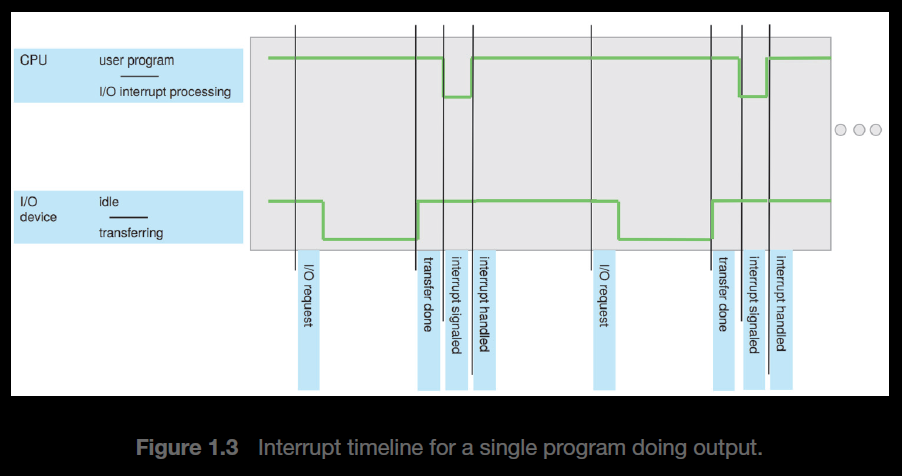 CPU
user program
I/O interrupt processing
I/O
device
idle
transferring
I/O request
transfer done
interrupt signaled
interrupt handled
I/O request
transfer done
interrupt signaled
interrupt handled
Figure 1.3 Interrupt timeline for a single program doing output.